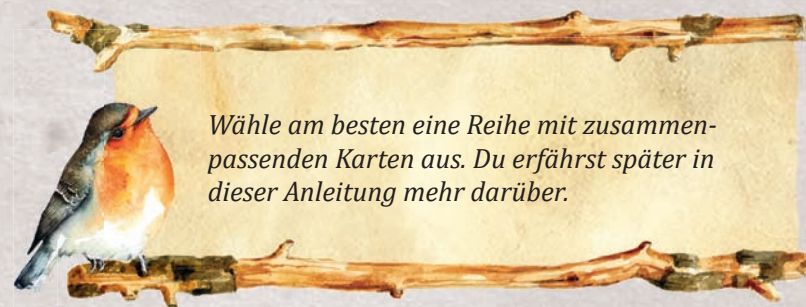 Wähle am besten eine Reihe mit zusammen-
passenden Karten aus. Du erfährst später in
dieser Anleitung mehr darüber.